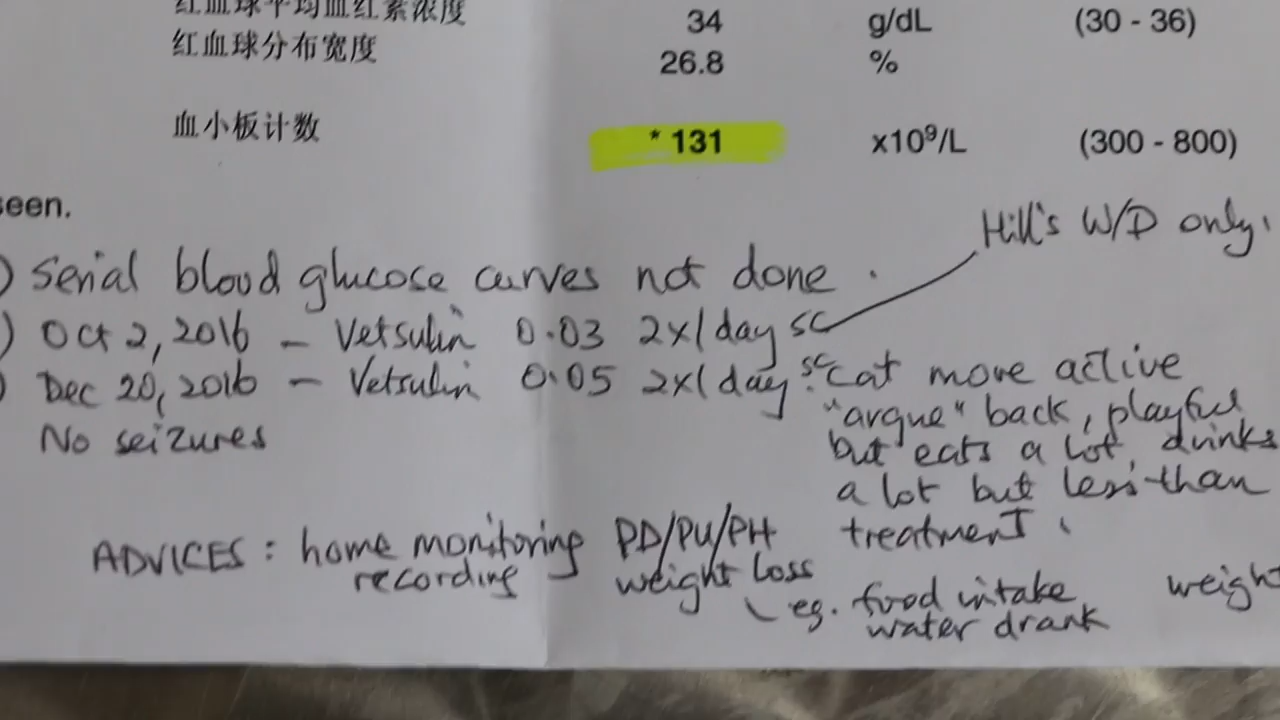 红血球平均血红素浓度 34 g/dL (30 - 36)
红血球分布宽度 26.8 %
血小板计数 * 131 x10⁹/L (300 - 800)
seen.
Hill's W/D only.
) Serial blood glucose curves not done.
) Oct 2, 2016 - Vetsulin 0.03 2x/day SC
) Dec 20, 2016 - Vetsulin 0.05 2x/day SC. cat more active
"argue" back, playful
No seizures
but eats a lot, drinks
a lot but less than
treatment.
ADVICES: home monitoring PD/PU/PH
recording weight loss
eg. food intake weight
water drank